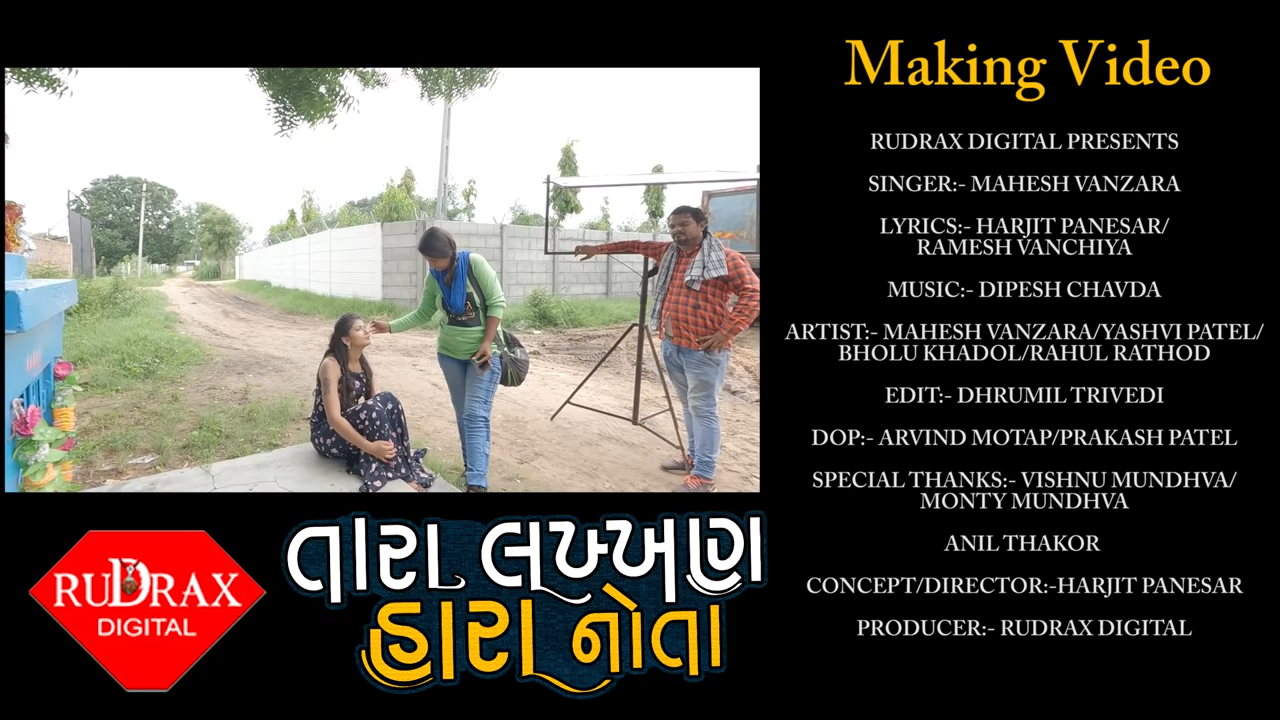 Making Video
RUDRAX DIGITAL PRESENTS
SINGER:- MAHESH VANZARA
LYRICS:- HARJIT PANESAR/
RAMESH VANCHIYA
MUSIC:- DIPESH CHAVDA
ARTIST:- MAHESH VANZARA/YASHVI PATEL/
BHOLU KHADOL/RAHUL RATHOD
EDIT:- DHRUMIL TRIVEDI
DOP:- ARVIND MOTAP/PRAKASH PATEL
SPECIAL THANKS:- VISHNU MUNDHVA/
MONTY MUNDHVA
ANIL THAKOR
CONCEPT/DIRECTOR:-HARJIT PANESAR
PRODUCER:- RUDRAX DIGITAL
RUDRAX
DIGITAL
તારા લખ્ખણ
હારા નોતા